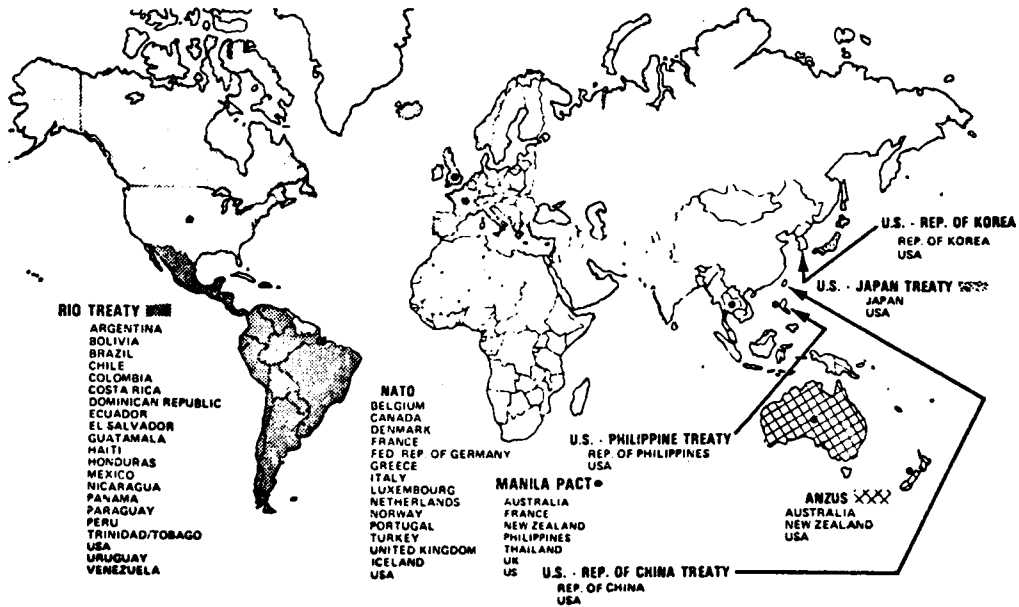 RIO TREATY
ARGENTINA
BOLIVIA
BRAZIL
CHILE
COLOMBIA
COSTA RICA
DOMINICAN REPUBLIC
ECUADOR
EL SALVADOR
GUATAMALA
HAITI
HONDURAS
MEXICO
NICARAGUA
PANAMA
PARAGUAY
PERU
TRINIDAD/TOBAGO
USA
URUGUAY
VENEZUELA
NATO
BELGIUM
CANADA
DENMARK
FRANCE
FED REP. OF GERMANY
GREECE
ITALY
LUXEMBOURG
NETHERLANDS
NORWAY
PORTUGAL
TURKEY
UNITED KINGDOM
ICELAND
USA
MANILA PACT
AUSTRALIA
FRANCE
NEW ZEALAND
PHILIPPINES
THAILAND
UK
US
U.S. - PHILIPPINE TREATY
REP. OF PHILIPPINES
USA
U.S. - REP. OF CHINA TREATY
REP. OF CHINA
USA
U.S. - REP. OF KOREA
REP. OF KOREA
USA
U.S. - JAPAN TREATY
JAPAN
USA
ANZUS
AUSTRALIA
NEW ZEALAND
USA